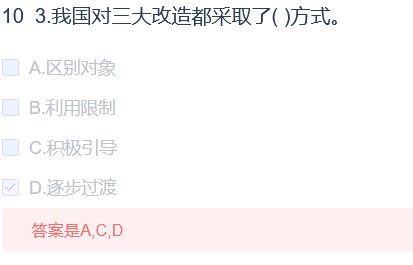 10 3.我国对三大改造都采取了( )方式。
A.区别对象
B.利用限制
C.积极引导
D.逐步过渡
答案是A,C,D